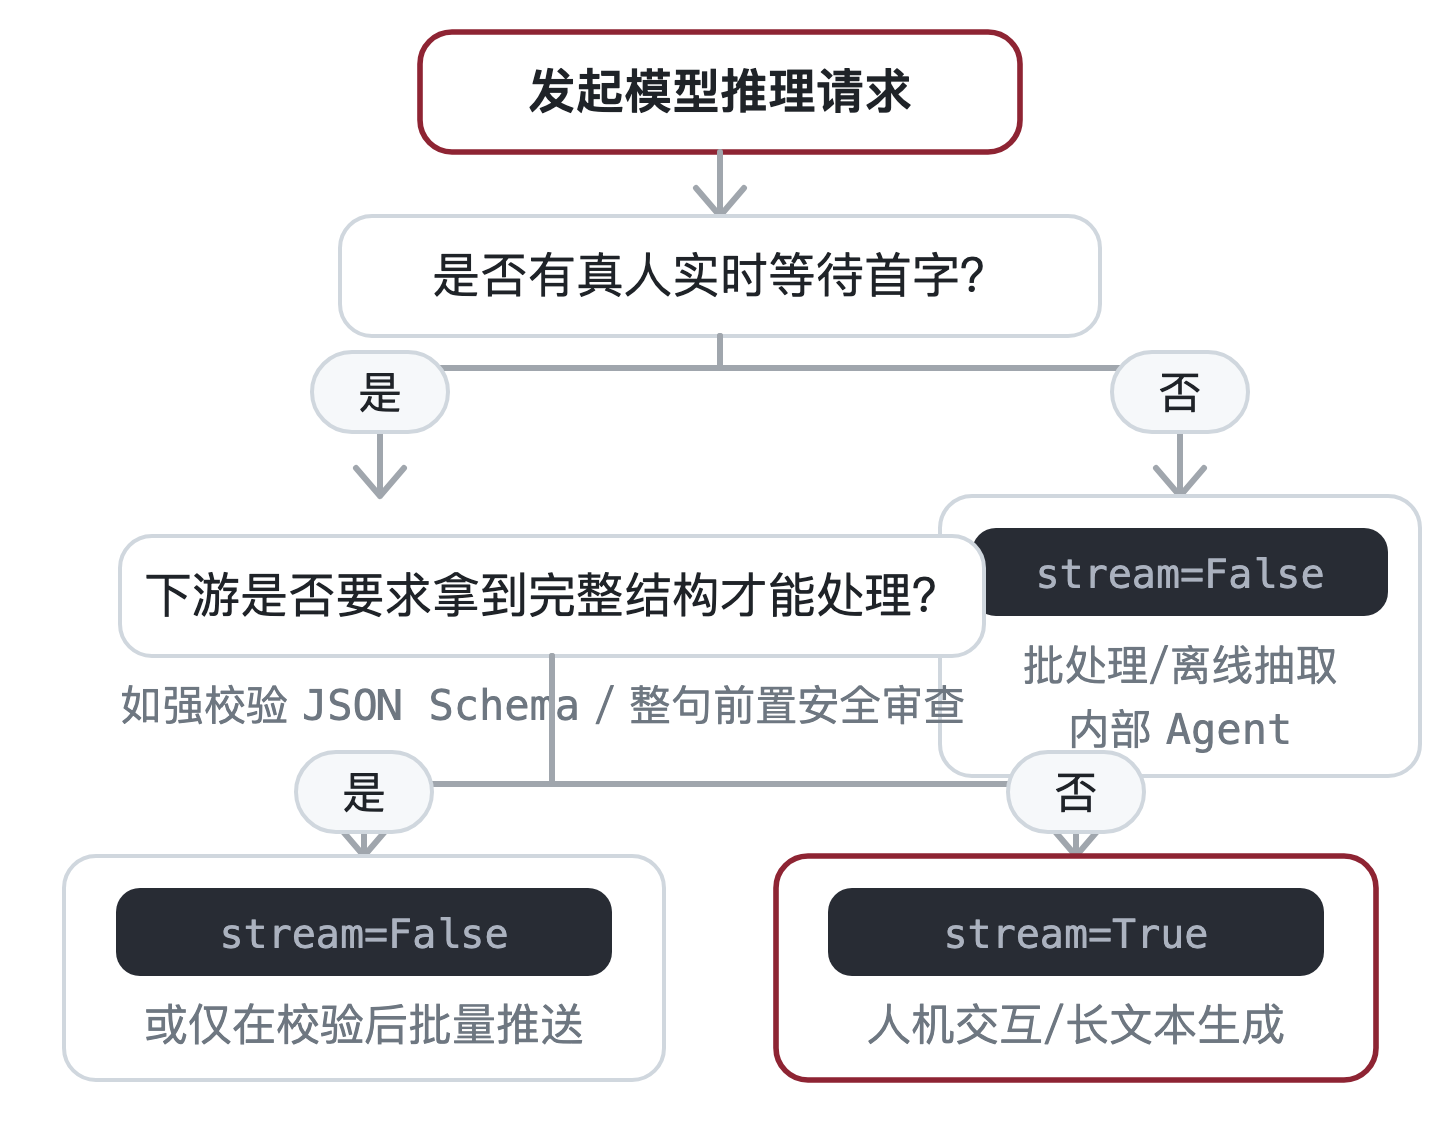 发起模型推理请求
是否有真人实时等待首字?
是
否
下游是否要求拿到完整结构才能处理?
如强校验 JSON Schema / 整句前置安全审查
stream=False
批处理/离线抽取
内部 Agent
是
否
stream=False
或仅在校验后批量推送
stream=True
人机交互/长文本生成